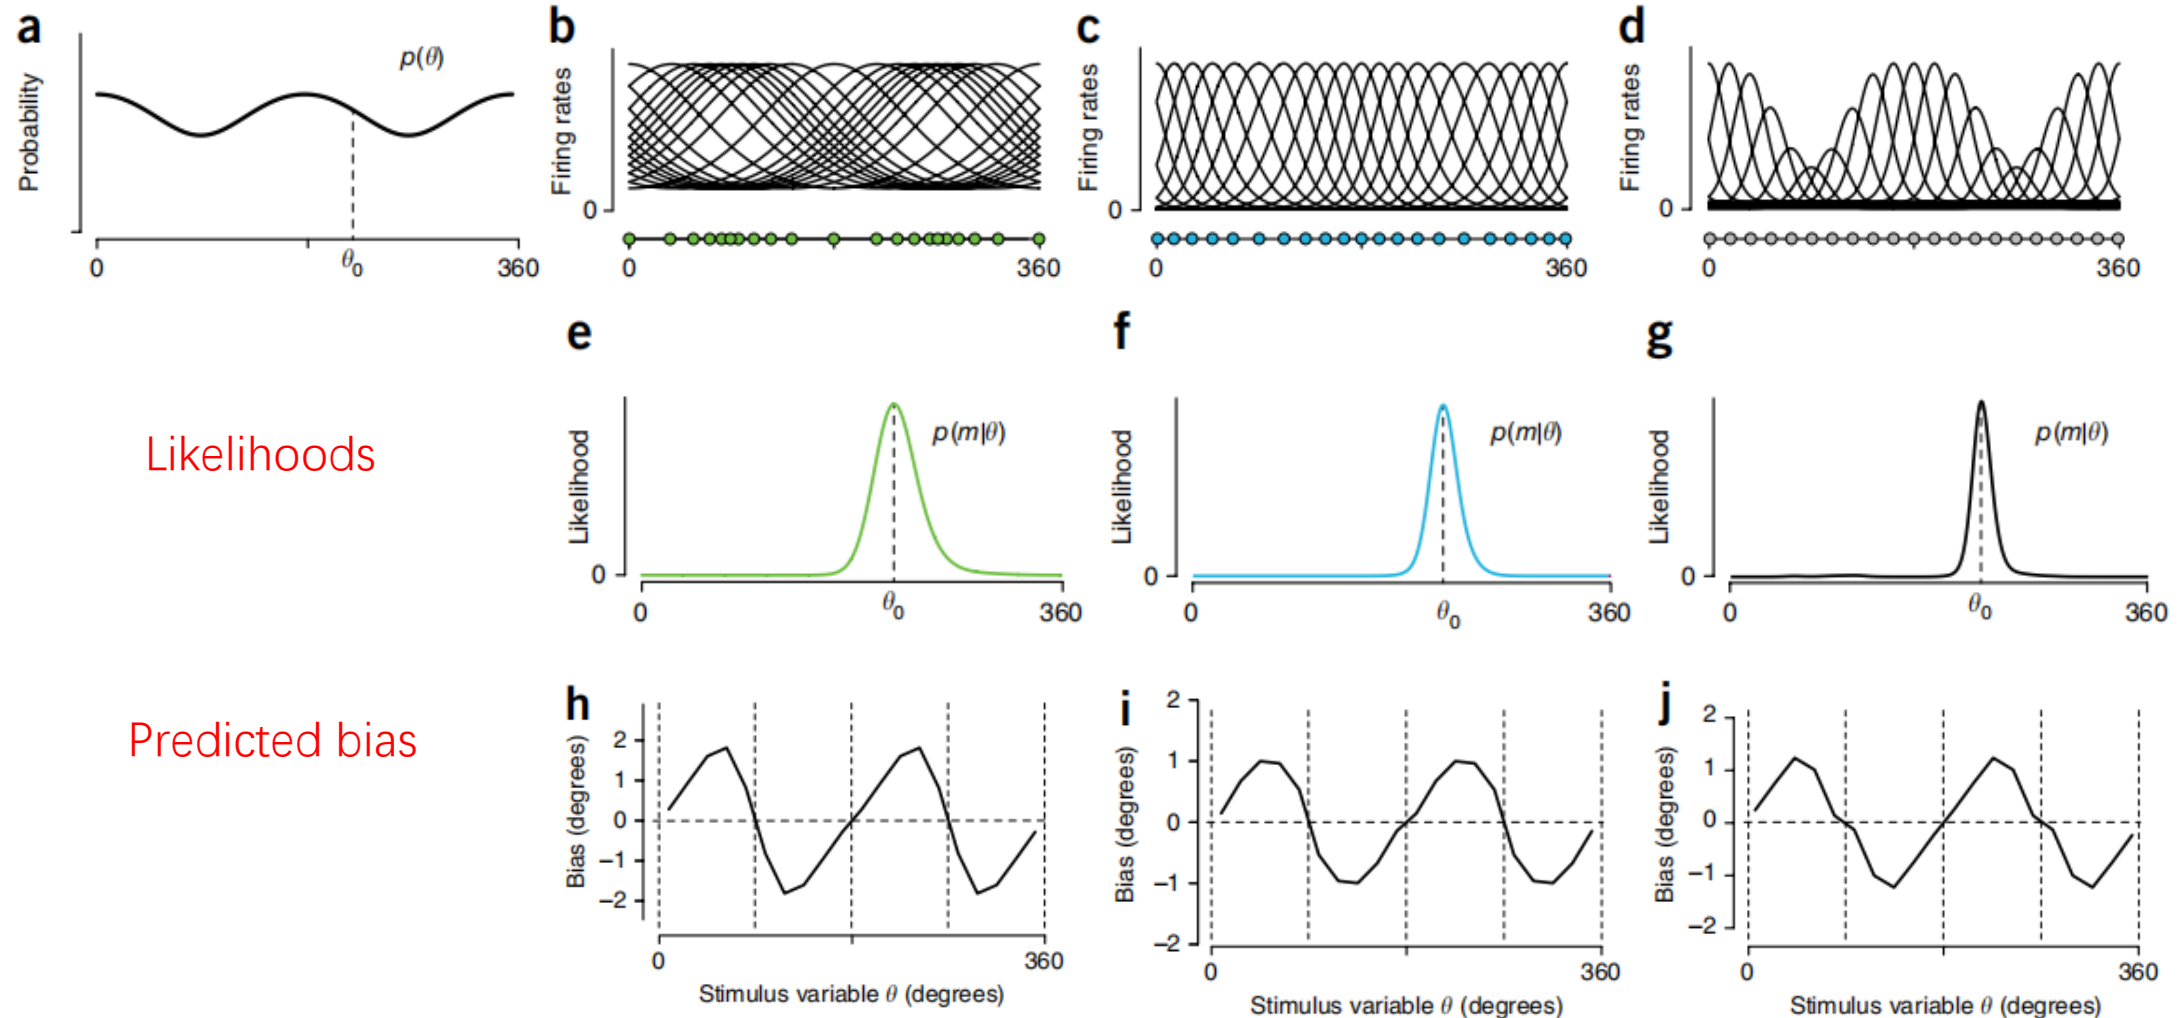 a
Probability
p(θ)
0
θ0
360
b
Firing rates
0
0
360
c
Firing rates
0
0
360
d
Firing rates
0
0
360
Likelihoods
e
Likelihood
p(m|θ)
0
0
θ0
360
f
Likelihood
p(m|θ)
0
0
θ0
360
g
Likelihood
p(m|θ)
0
0
θ0
360
Predicted bias
h
Bias (degrees)
2
1
0
−1
−2
0
360
Stimulus variable θ (degrees)
i
Bias (degrees)
2
1
0
−1
−2
0
360
Stimulus variable θ (degrees)
j
Bias (degrees)
2
1
0
−1
−2
0
360
Stimulus variable θ (degrees)